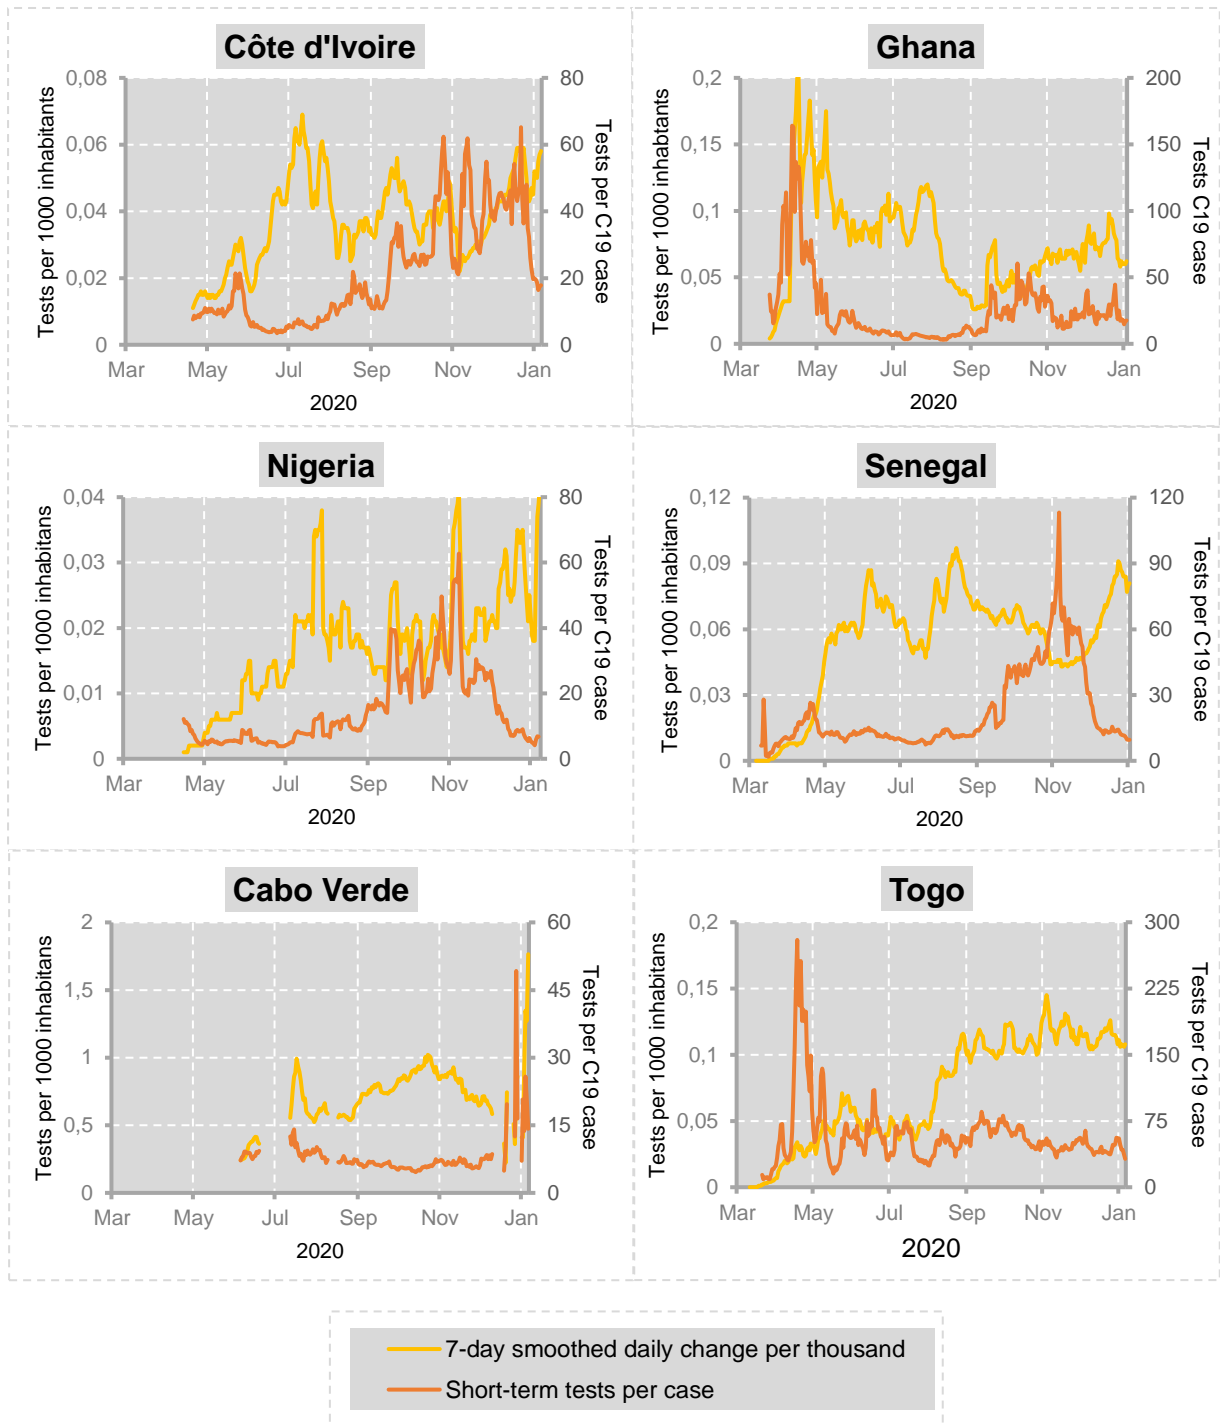 Côte d'Ivoire
Tests per 1000 inhabitants
0,08
0,06
0,04
0,02
0
80
60
40
20
0
Tests per C19 case
Mar May Jul Sep Nov Jan
2020
Ghana
Tests per 1000 inhabtants
0,2
0,15
0,1
0,05
0
200
150
100
50
0
Tests C19 case
Mar May Jul Sep Nov Jan
2020
Nigeria
Tests per 1000 inhabitans
0,04
0,03
0,02
0,01
0
80
60
40
20
0
Tests per C19 case
Mar May Jul Sep Nov Jan
2020
Senegal
Tests per 1000 inhabitans
0,12
0,09
0,06
0,03
0
120
90
60
30
0
Tests per C19 case
Mar May Jul Sep Nov Jan
2020
Cabo Verde
Tests per 1000 inhabitans
2
1,5
1
0,5
0
60
45
30
15
0
Tests per C19 case
Mar May Jul Sep Nov Jan
2020
Togo
Tests per 1000 inhabitans
0,2
0,15
0,1
0,05
0
300
225
150
75
0
Tests per C19 case
Mar May Jul Sep Nov Jan
2020
7-day smoothed daily change per thousand
Short-term tests per case